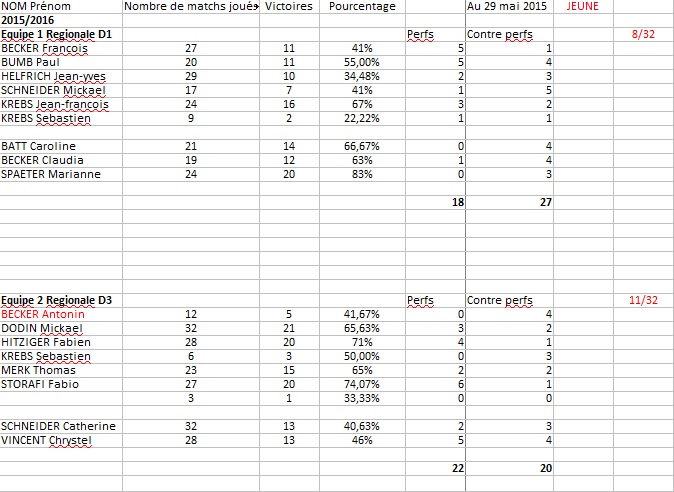 NOM Prénom Nombre de matchs joués Victoires Pourcentage Au 29 mai 2015 JEUNE
2015/2016
Equipe 1 Regionale D1 Perfs Contre perfs 8/32
BECKER François 27 11 41% 5 1
BUMB Paul 20 11 55,00% 5 4
HELFRICH Jean-yves 29 10 34,48% 2 3
SCHNEIDER Mickael 17 7 41% 1 5
KREBS Jean-françois 24 16 67% 3 2
KREBS Sebastien 9 2 22,22% 1 1
BATT Caroline 21 14 66,67% 0 4
BECKER Claudia 19 12 63% 1 4
SPAETER Marianne 24 20 83% 0 3
18 27
Equipe 2 Regionale D3 Perfs Contre perfs 11/32
BECKER Antonin 12 5 41,67% 0 4
DODIN Mickael 32 21 65,63% 3 2
HITZIGER Fabien 28 20 71% 4 1
KREBS Sebastien 6 3 50,00% 0 3
MERK Thomas 23 15 65% 2 2
STORAFI Fabio 27 20 74,07% 6 1
3 1 33,33% 0 0
SCHNEIDER Catherine 32 13 40,63% 2 3
VINCENT Chrystel 28 13 46% 5 4
22 20